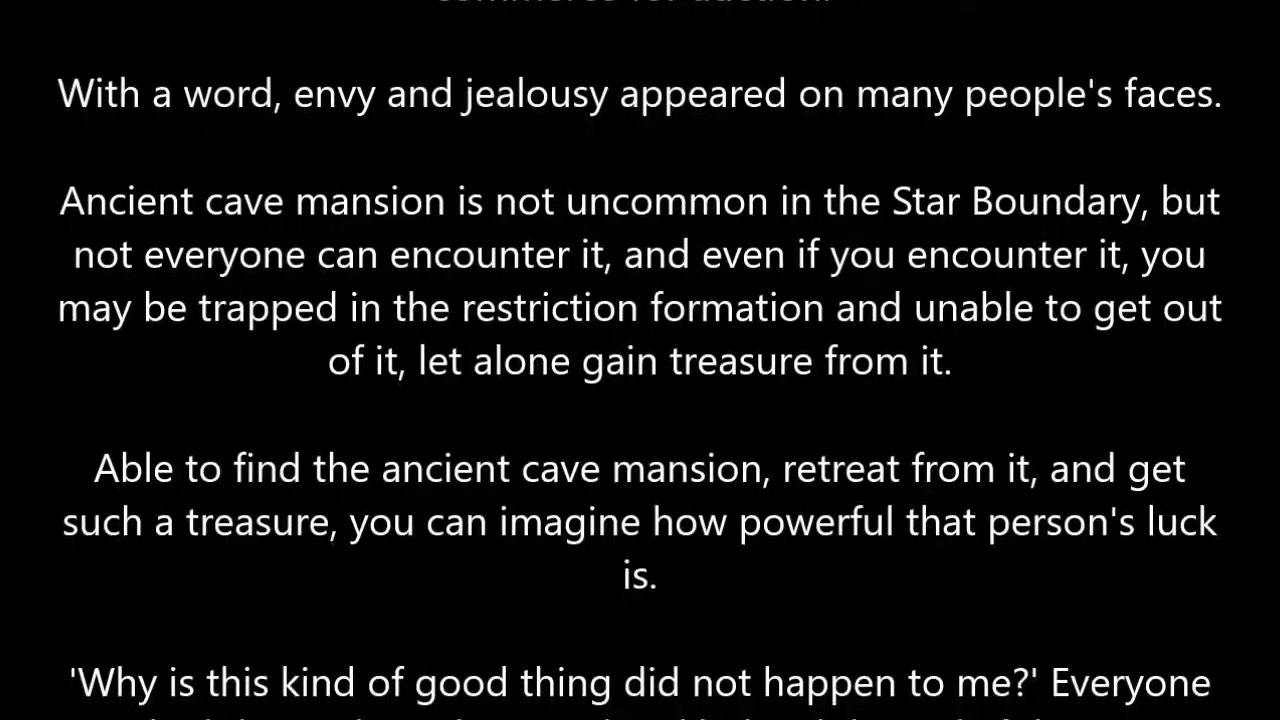 With a word, envy and jealousy appeared on many people's faces.
Ancient cave mansion is not uncommon in the Star Boundary, but
not everyone can encounter it, and even if you encounter it, you
may be trapped in the restriction formation and unable to get out
of it, let alone gain treasure from it.
Able to find the ancient cave mansion, retreat from it, and get
such a treasure, you can imagine how powerful that person's luck
is.
'Why is this kind of good thing did not happen to me?' Everyone